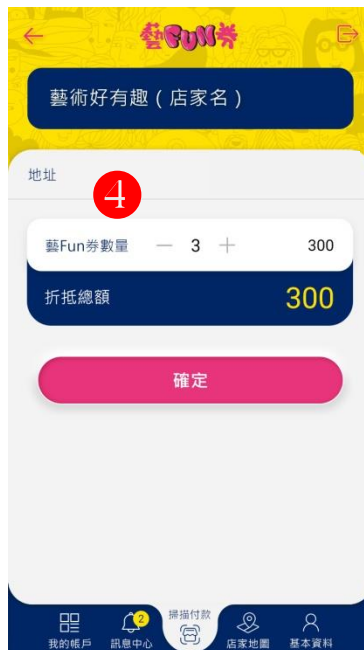 藝FUN券
藝術好有趣（店家名）
地址
4
藝Fun券數量 — 3 + 300
折抵總額 300
確定
2
掃描付款
我的帳戶 訊息中心 店家地圖 基本資料